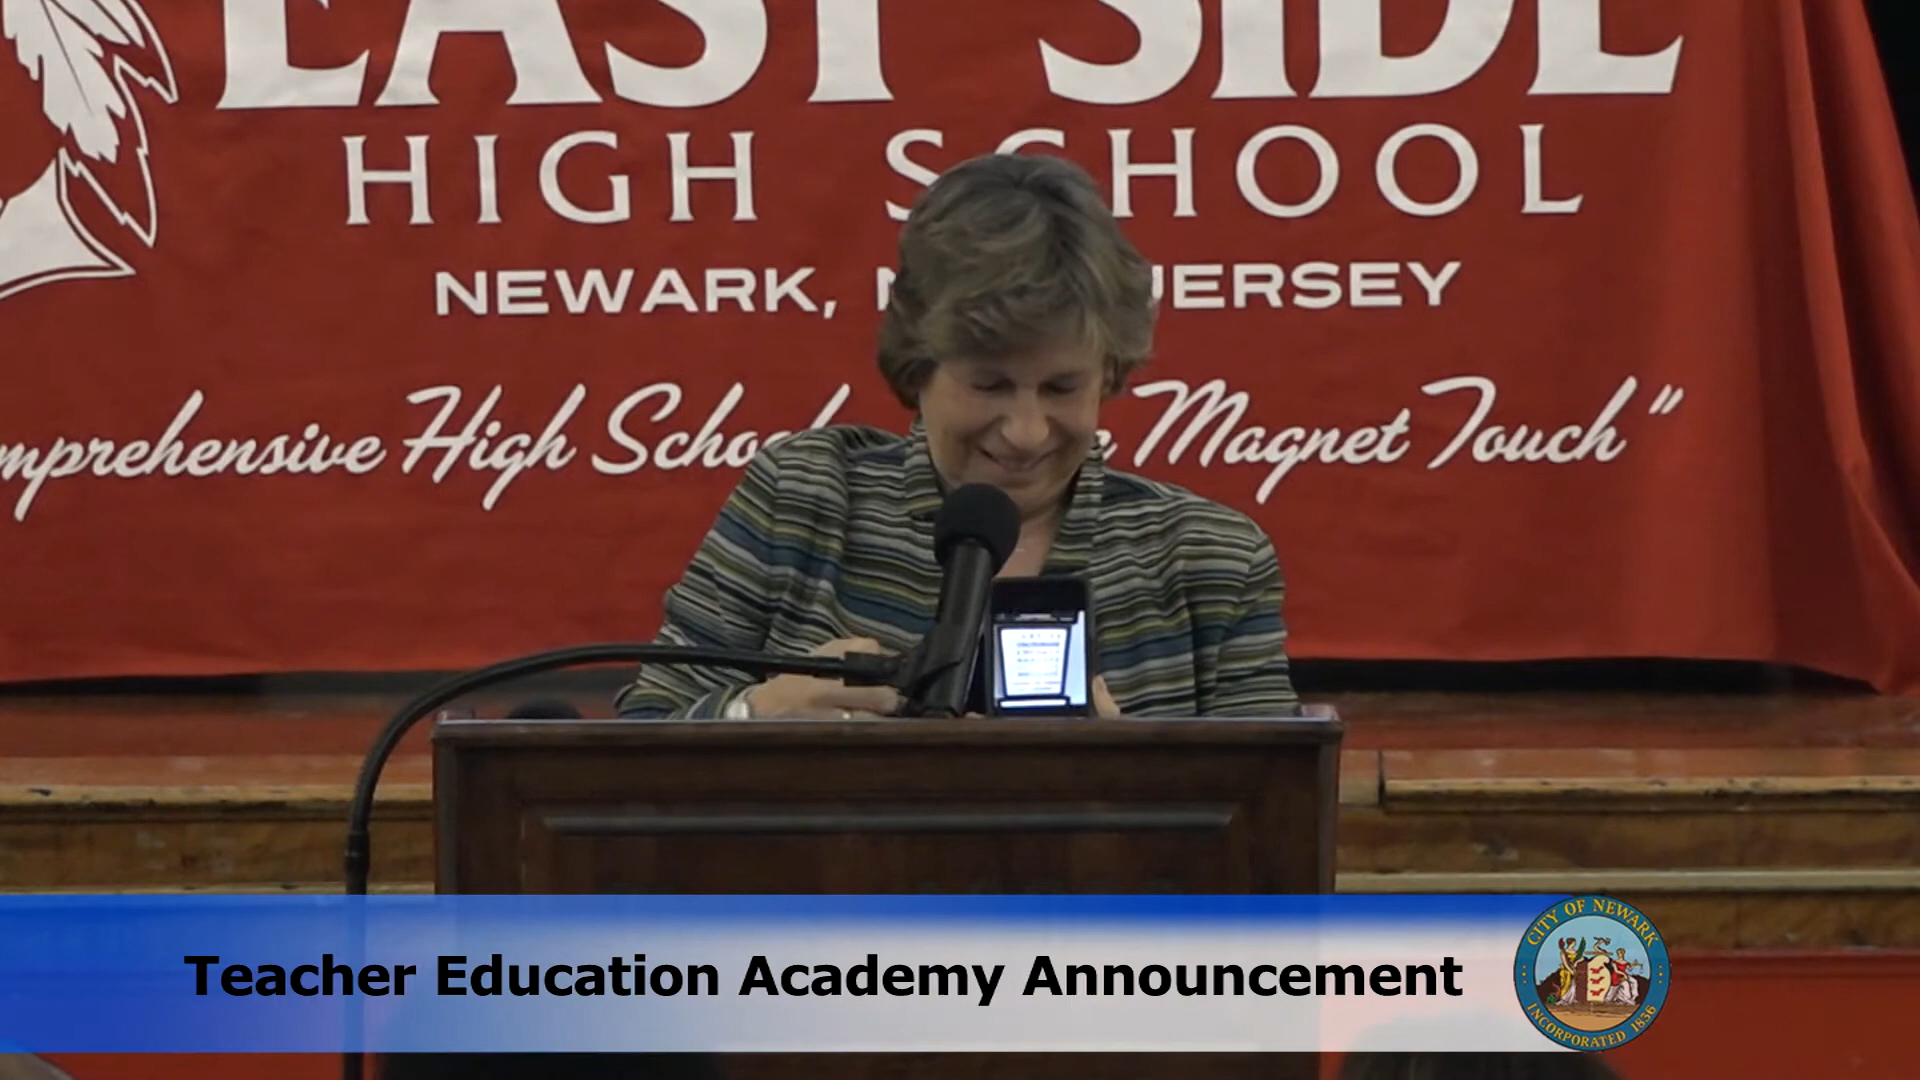 EAST SIDE
HIGH SCHOOL
NEWARK, N JERSEY
mprehensive High School Magnet Touch"
Teacher Education Academy Announcement
CITY OF NEWARK
INCORPORATED 1836